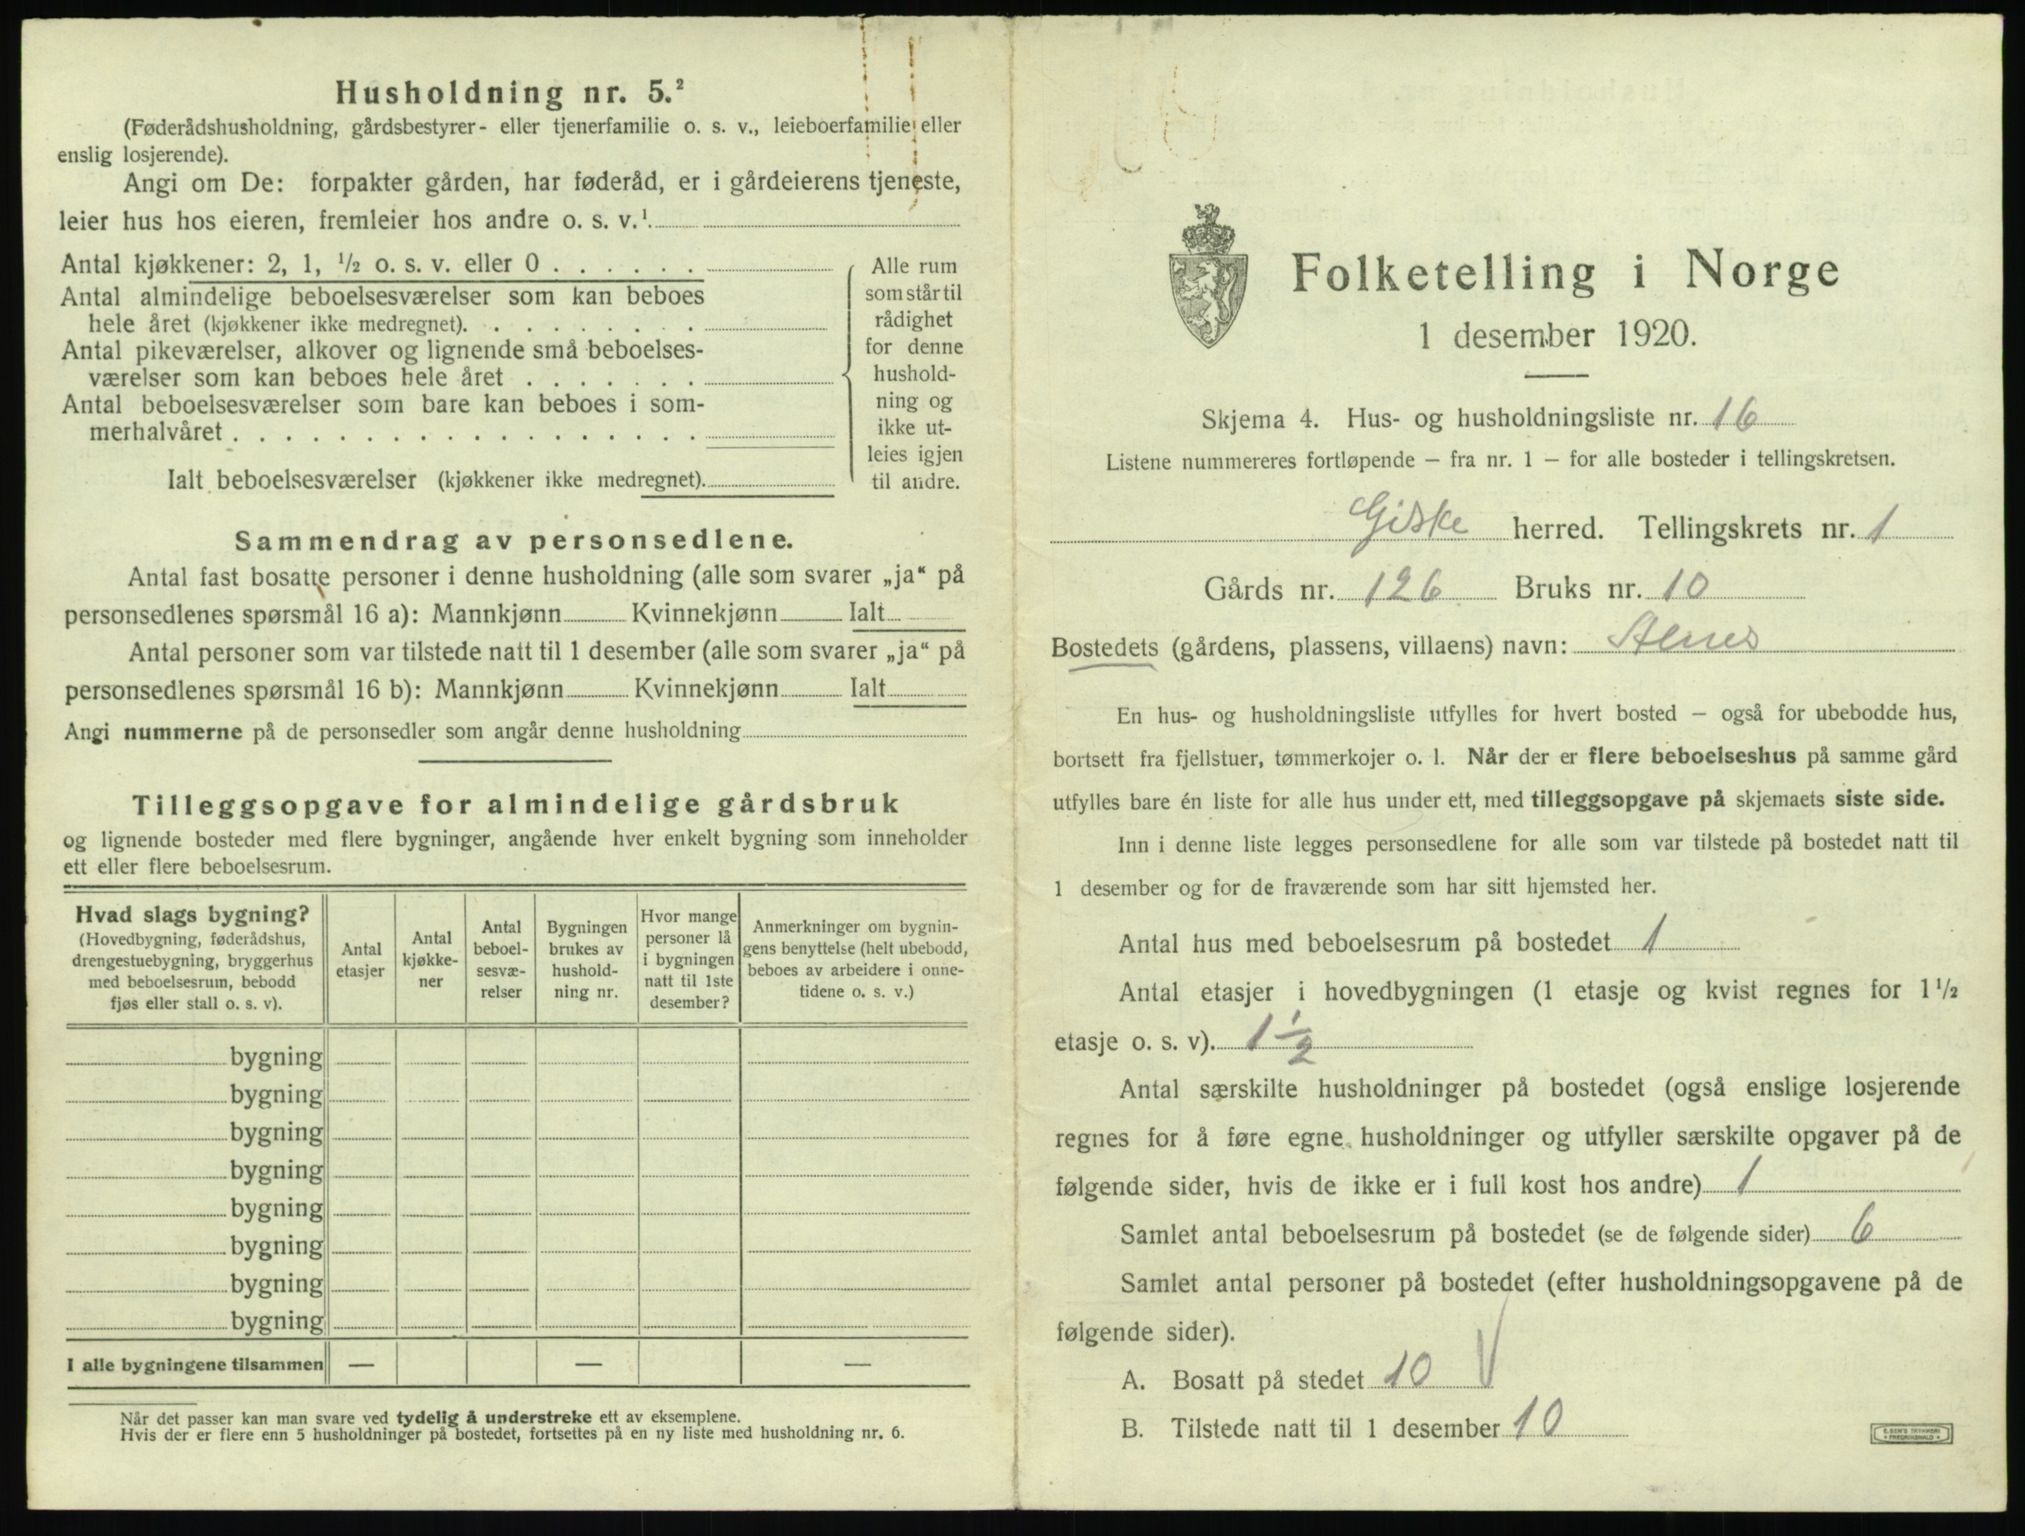 Husholdning nr. 5.²
(Føderådshusholdning, gårdsbestyrer- eller tjenerfamilie o. s. v., leieboerfamilie eller
enslig losjerende).
Angi om De: forpakter gården, har føderåd, er i gårdeierens tjeneste,
leier hus hos eieren, fremleier hos andre o. s. v.¹
Antal kjøkkener: 2, 1, ½ o. s. v. eller 0 . . . . . .
Antal almindelige beboelsesværelser som kan beboes
hele året (kjøkkener ikke medregnet). . . . . . . . .
Antal pikeværelser, alkover og lignende små beboelses-
værelser som kan beboes hele året . . . . . . .
Antal beboelsesværelser som bare kan beboes i som-
merhalvåret . . . . . . . . . . . . . . . . . .
Ialt beboelsesværelser (kjøkkener ikke medregnet).
Alle rum
som står til
rådighet
for denne
hushold-
ning og
ikke ut-
leies igjen
til andre.
Sammendrag av personsedlene.
Antal fast bosatte personer i denne husholdning (alle som svarer „ja“ på
personsedlenes spørsmål 16 a): Mannkjønn Kvinnekjønn Ialt
Antal personer som var tilstede natt til 1 desember (alle som svarer „ja“ på
personsedlenes spørsmål 16 b): Mannkjønn Kvinnekjønn Ialt
Angi nummerne på de personsedler som angår denne husholdning
Tilleggsopgave for almindelige gårdsbruk
og lignende bosteder med flere bygninger, angående hver enkelt bygning som inneholder
ett eller flere beboelsesrum.
Hvad slags bygning?
(Hovedbygning, føderådshus,
drengestuebygning, bryggerhus
med beboelsesrum, bebodd
fjøs eller stall o. s. v).
Antal
etasjer
Antal
kjøkke-
ner
Antal
beboel-
sesvæ-
relser
Bygningen
brukes av
hushold-
ning nr.
Hvor mange
personer lå
i bygningen
natt til 1ste
desember?
Anmerkninger om bygnin-
gens benyttelse (helt ubebodd,
beboes av arbeidere i onne-
tidene o. s. v.)
bygning
bygning
bygning
bygning
bygning
bygning
bygning
bygning
I alle bygningene tilsammen — — —
Når det passer kan man svare ved tydelig å understreke ett av eksemplene.
Hvis der er flere enn 5 husholdninger på bostedet, fortsettes på en ny liste med husholdning nr. 6.
Folketelling i Norge
1 desember 1920.
Skjema 4. Hus- og husholdningsliste nr. 16
Listene nummereres fortløpende – fra nr. 1 – for alle bosteder i tellingskretsen.
Giske herred. Tellingskrets nr. 1
Gårds nr. 126 Bruks nr. 10
Bostedets (gårdens, plassens, villaens) navn: Alnes
En hus- og husholdningsliste utfylles for hvert bosted – også for ubebodde hus,
bortsett fra fjellstuer, tømmerkojer o. l. Når der er flere beboelseshus på samme gård
utfylles bare én liste for alle hus under ett, med tilleggsopgave på skjemaets siste side.
Inn i denne liste legges personsedlene for alle som var tilstede på bostedet natt til
1 desember og for de fraværende som har sitt hjemsted her.
Antal hus med beboelsesrum på bostedet 1
Antal etasjer i hovedbygningen (1 etasje og kvist regnes for 1½
etasje o. s. v). 1 ½
Antal særskilte husholdninger på bostedet (også enslige losjerende
regnes for å føre egne husholdninger og utfyller særskilte opgaver på de
følgende sider, hvis de ikke er i full kost hos andre) 1
Samlet antal beboelsesrum på bostedet (se de følgende sider) 6
Samlet antal personer på bostedet (efter husholdningsopgavene på de
følgende sider).
A. Bosatt på stedet 10
B. Tilstede natt til 1 desember 10